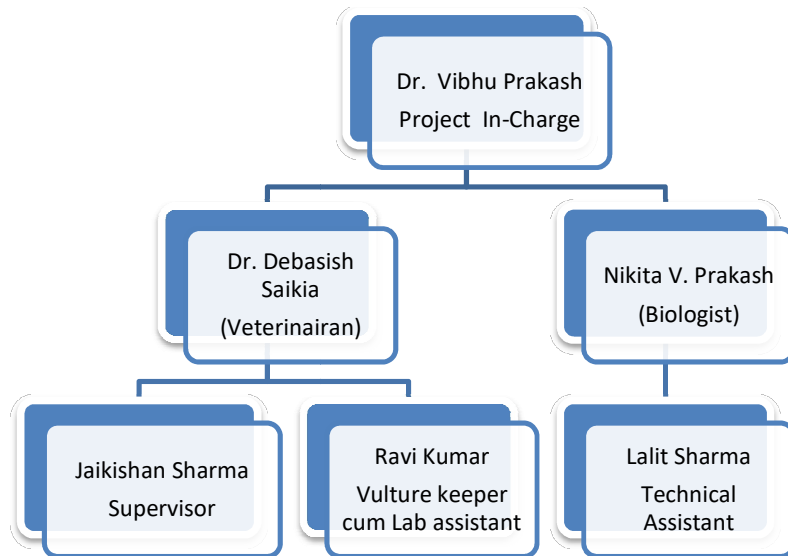 Dr. Vibhu Prakash
Project In-Charge
Dr. Debasish
Saikia
(Veterinairan)
Nikita V. Prakash
(Biologist)
Jaikishan Sharma
Supervisor
Ravi Kumar
Vulture keeper
cum Lab assistant
Lalit Sharma
Technical
Assistant